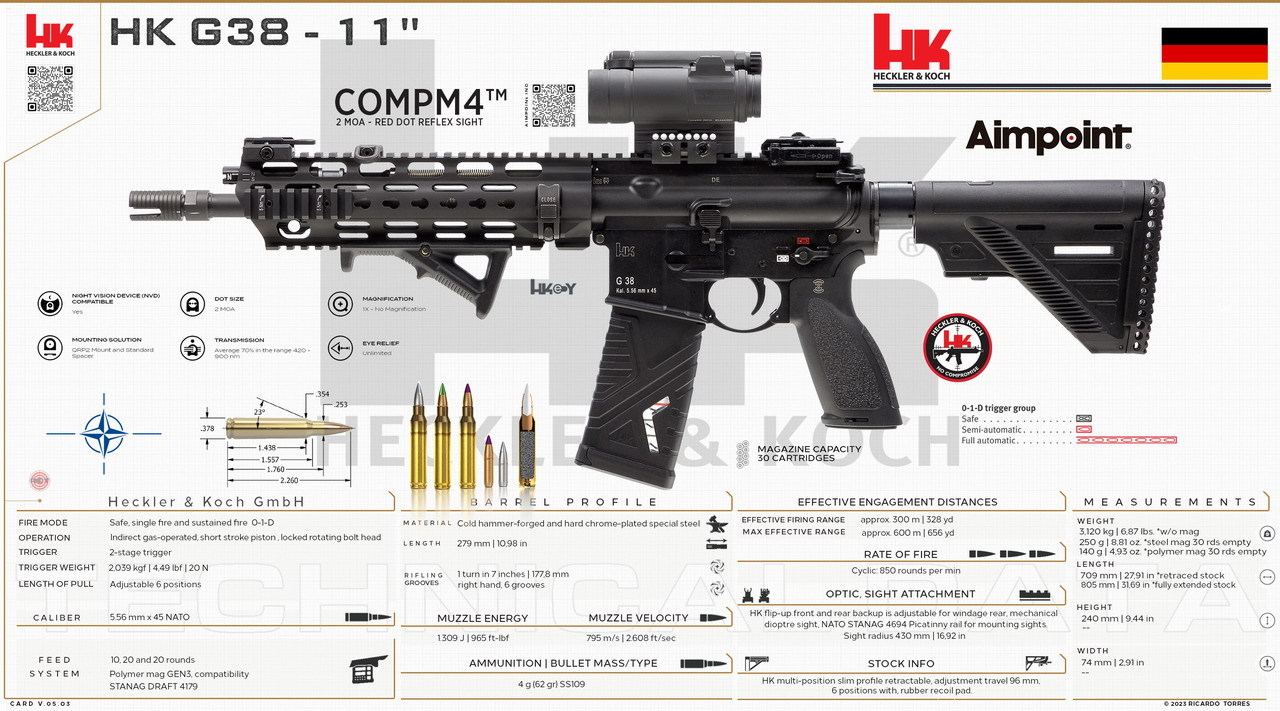 HK
HECKLER & KOCH
HK G38 - 11"
HK
HECKLER & KOCH
COMPM4™
2 MOA - RED DOT REFLEX SIGHT
AIMPOINT INC
Aimpoint®
Open
DE
CLOSE
HK
G 38
Kal. 5.56 mm x 45
HKeY
®
NIGHT VISION DEVICE (NVD)
COMPATIBLE
Yes
DOT SIZE
2 MOA
MAGNIFICATION
1X - No Magnification
MOUNTING SOLUTION
QRP2 Mount and Standard
Spacer
TRANSMISSION
Average 70% in the range 420 -
900 nm
EYE RELIEF
Unlimited
HECKLER & KOCH
HK
NO COMPROMISE
.354
.253
23°
.378
1.438
1.557
1.760
2.260
HECKLER & KOCH
0-1-D trigger group
Safe . . . . . . . . . . . .
Semi-automatic . . . . . . . .
Full automatic . . . . . . . . .
MAGAZINE CAPACITY
30 CARTRIDGES
TECHNICAL DATA
Heckler & Koch GmbH
FIRE MODE Safe, single fire and sustained fire 0-1-D
OPERATION Indirect gas-operated, short stroke piston , locked rotating bolt head
TRIGGER 2-stage trigger
TRIGGER WEIGHT 2,039 kgf | 4,49 lbf | 20 N
LENGTH OF PULL Adjustable 6 positions
CALIBER 5.56 mm x 45 NATO
FEED SYSTEM
10, 20 and 20 rounds
Polymer mag GEN3, compatibility
STANAG DRAFT 4179
BARREL PROFILE
MATERIAL Cold hammer-forged and hard chrome-plated special steel
LENGTH 279 mm | 10,98 in
RIFLING GROOVES
1 turn in 7 inches | 177,8 mm
right hand, 6 grooves
MUZZLE ENERGY MUZZLE VELOCITY
1.309 J | 965 ft-lbf 795 m/s | 2.608 ft/sec
AMMUNITION | BULLET MASS/TYPE
4 g (62 gr) SS109
EFFECTIVE ENGAGEMENT DISTANCES
EFFECTIVE FIRING RANGE approx. 300 m | 328 yd
MAX EFFECTIVE RANGE approx. 600 m | 656 yd
RATE OF FIRE
Cyclic: 850 rounds per min
OPTIC, SIGHT ATTACHMENT
HK flip-up front and rear backup is adjustable for windage rear, mechanical
dioptre sight, NATO STANAG 4694 Picatinny rail for mounting sights.
Sight radius 430 mm | 16,92 in
STOCK INFO
HK multi-position slim profile retractable, adjustment travel 96 mm,
6 positions with, rubber recoil pad.
MEASUREMENTS
WEIGHT
3,120 kg | 6,87 lbs. *w/o mag
250 g | 8,81 oz. *steel mag 30 rds empty
140 g | 4,93 oz. *polymer mag 30 rds empty
LENGTH
709 mm | 27,91 in *retraced stock
805 mm | 31,69 in *fully extended stock
HEIGHT
240 mm | 9,44 in
--
WIDTH
74 mm | 2,91 in
--
CARD V.05.03
© 2023 RICARDO TORRES